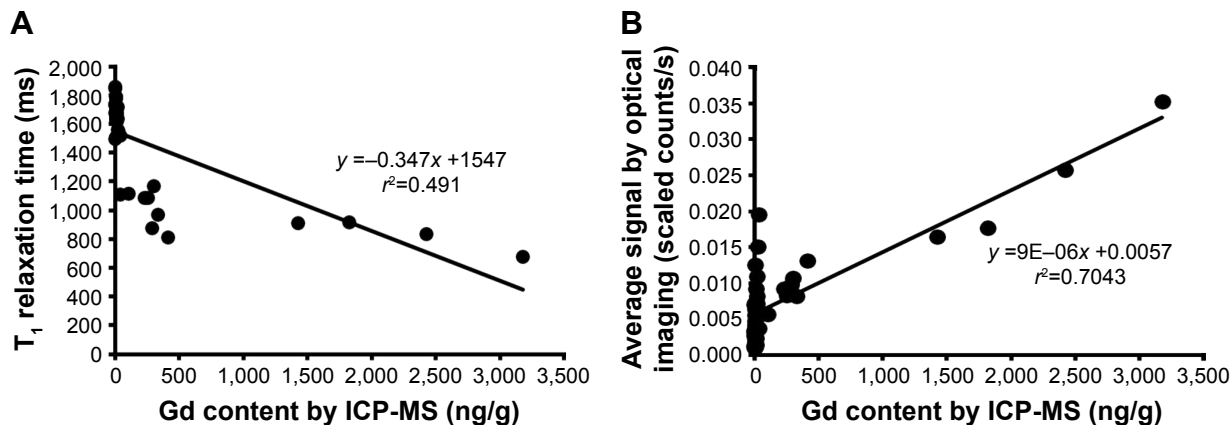 A
T1 relaxation time (ms)
2,000
1,800
1,600
1,400
1,200
1,000
800
600
400
200
0
y =–0.347x +1547
r²=0.491
0 500 1,000 1,500 2,000 2,500 3,000 3,500
Gd content by ICP-MS (ng/g)
B
Average signal by optical
imaging (scaled counts/s)
0.040
0.035
0.030
0.025
0.020
0.015
0.010
0.005
0.000
y =9E–06x +0.0057
r²=0.7043
0 500 1,000 1,500 2,000 2,500 3,000 3,500
Gd content by ICP-MS (ng/g)